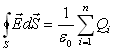 ∮_S E⃗dS⃗ = 1/ε₀ ∑_{i=1}^{n} Q_i